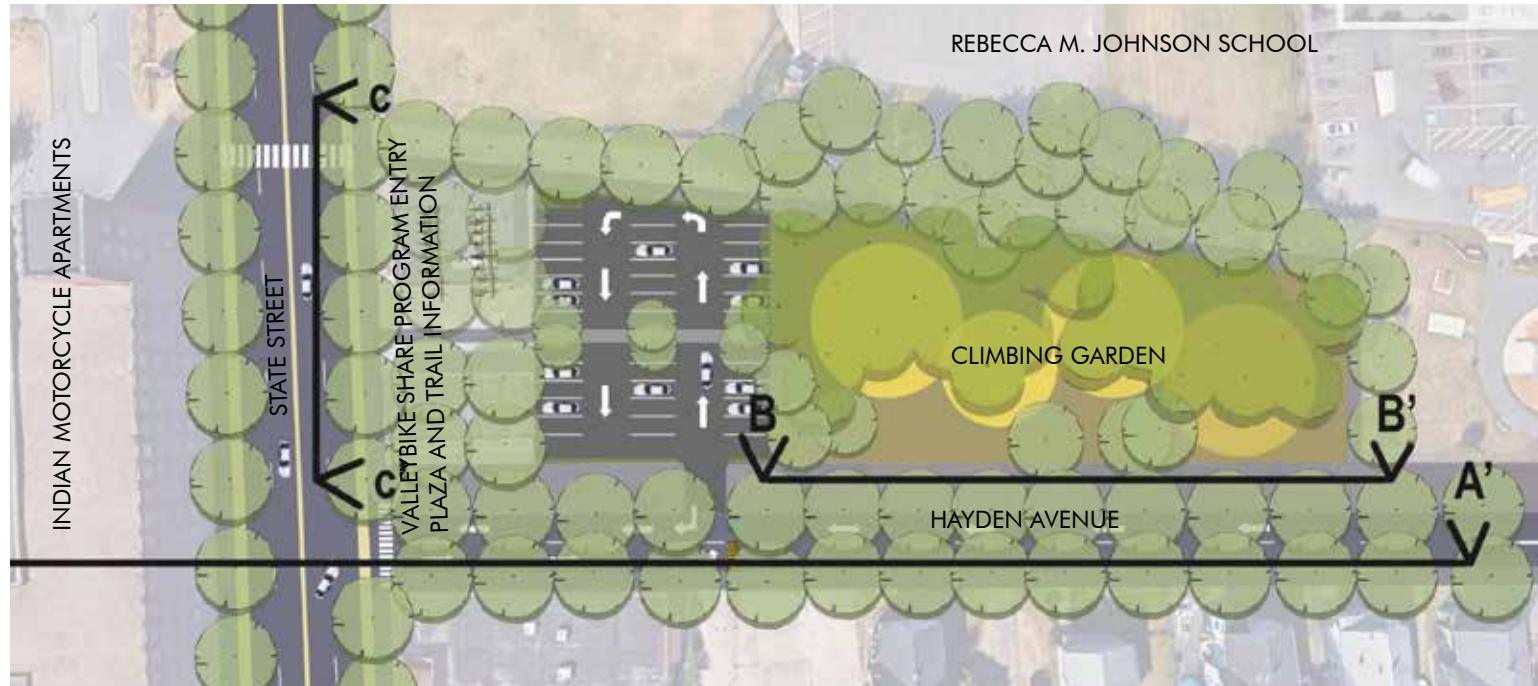 REBECCA M. JOHNSON SCHOOL
C
INDIAN MOTORCYCLE APARTMENTS
STATE STREET
VALLEYBIKE SHARE PROGRAM ENTRY
PLAZA AND TRAIL INFORMATION
CLIMBING GARDEN
B
B'
C'
A'
HAYDEN AVENUE